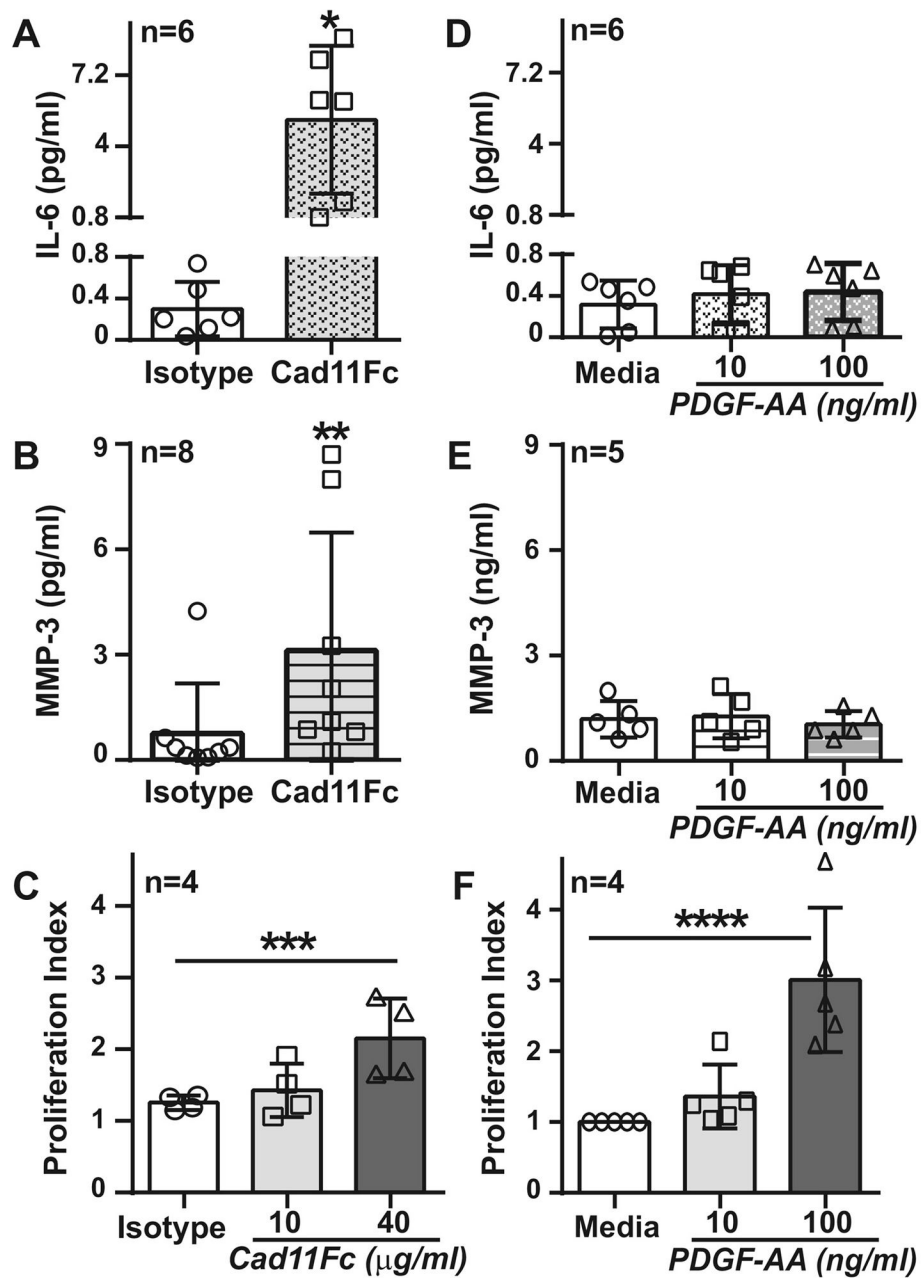 A
n=6
*
IL-6 (pg/ml)
7.2
4
0.8
0.8
0.4
0
Isotype Cad11Fc
D
n=6
IL-6 (pg/ml)
7.2
4
0.8
0.8
0.4
0
Media 10 100
PDGF-AA (ng/ml)
B
n=8
**
MMP-3 (pg/ml)
9
6
3
0
Isotype Cad11Fc
E
n=5
MMP-3 (ng/ml)
9
6
3
0
Media 10 100
PDGF-AA (ng/ml)
C
n=4
***
Proliferation Index
4
3
2
1
0
Isotype 10 40
Cad11Fc (μg/ml)
F
n=4
****
Proliferation Index
4
3
2
1
0
Media 10 100
PDGF-AA (ng/ml)